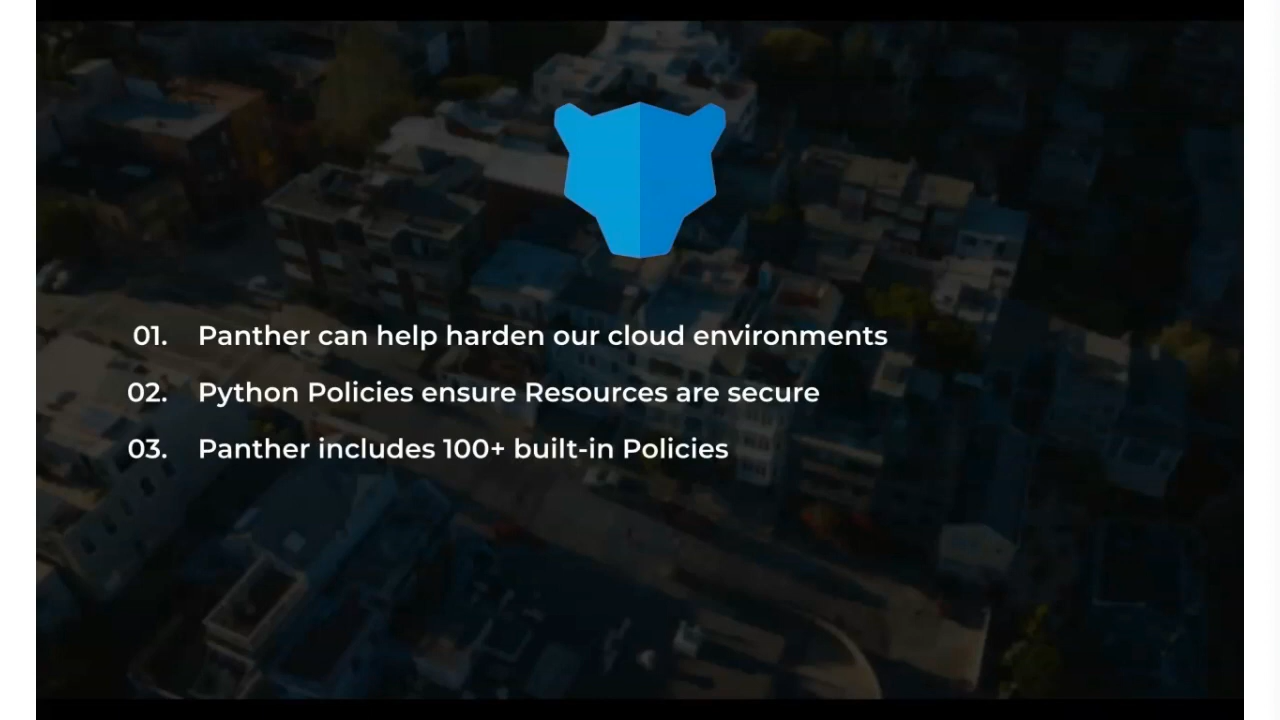 01. Panther can help harden our cloud environments
02. Python Policies ensure Resources are secure
03. Panther includes 100+ built-in Policies